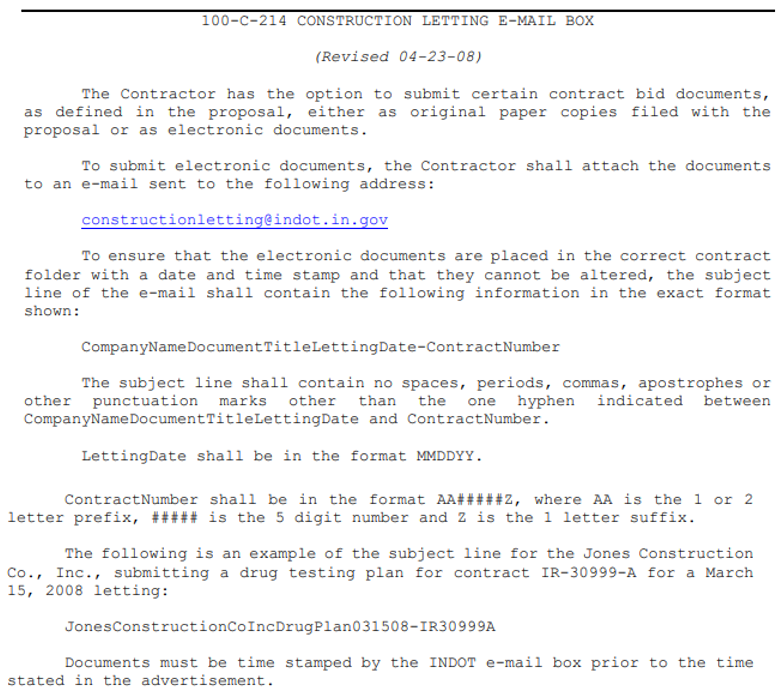 100-C-214 CONSTRUCTION LETTING E-MAIL BOX
(Revised 04-23-08)
The Contractor has the option to submit certain contract bid documents,
as defined in the proposal, either as original paper copies filed with the
proposal or as electronic documents.
To submit electronic documents, the Contractor shall attach the documents
to an e-mail sent to the following address:
constructionletting@indot.in.gov
To ensure that the electronic documents are placed in the correct contract
folder with a date and time stamp and that they cannot be altered, the subject
line of the e-mail shall contain the following information in the exact format
shown:
CompanyNameDocumentTitleLettingDate-ContractNumber
The subject line shall contain no spaces, periods, commas, apostrophes or
other punctuation marks other than the one hyphen indicated between
CompanyNameDocumentTitleLettingDate and ContractNumber.
LettingDate shall be in the format MMDDYY.
ContractNumber shall be in the format AA#####Z, where AA is the 1 or 2
letter prefix, ##### is the 5 digit number and Z is the 1 letter suffix.
The following is an example of the subject line for the Jones Construction
Co., Inc., submitting a drug testing plan for contract IR-30999-A for a March
15, 2008 letting:
JonesConstructionCoIncDrugPlan031508-IR30999A
Documents must be time stamped by the INDOT e-mail box prior to the time
stated in the advertisement.